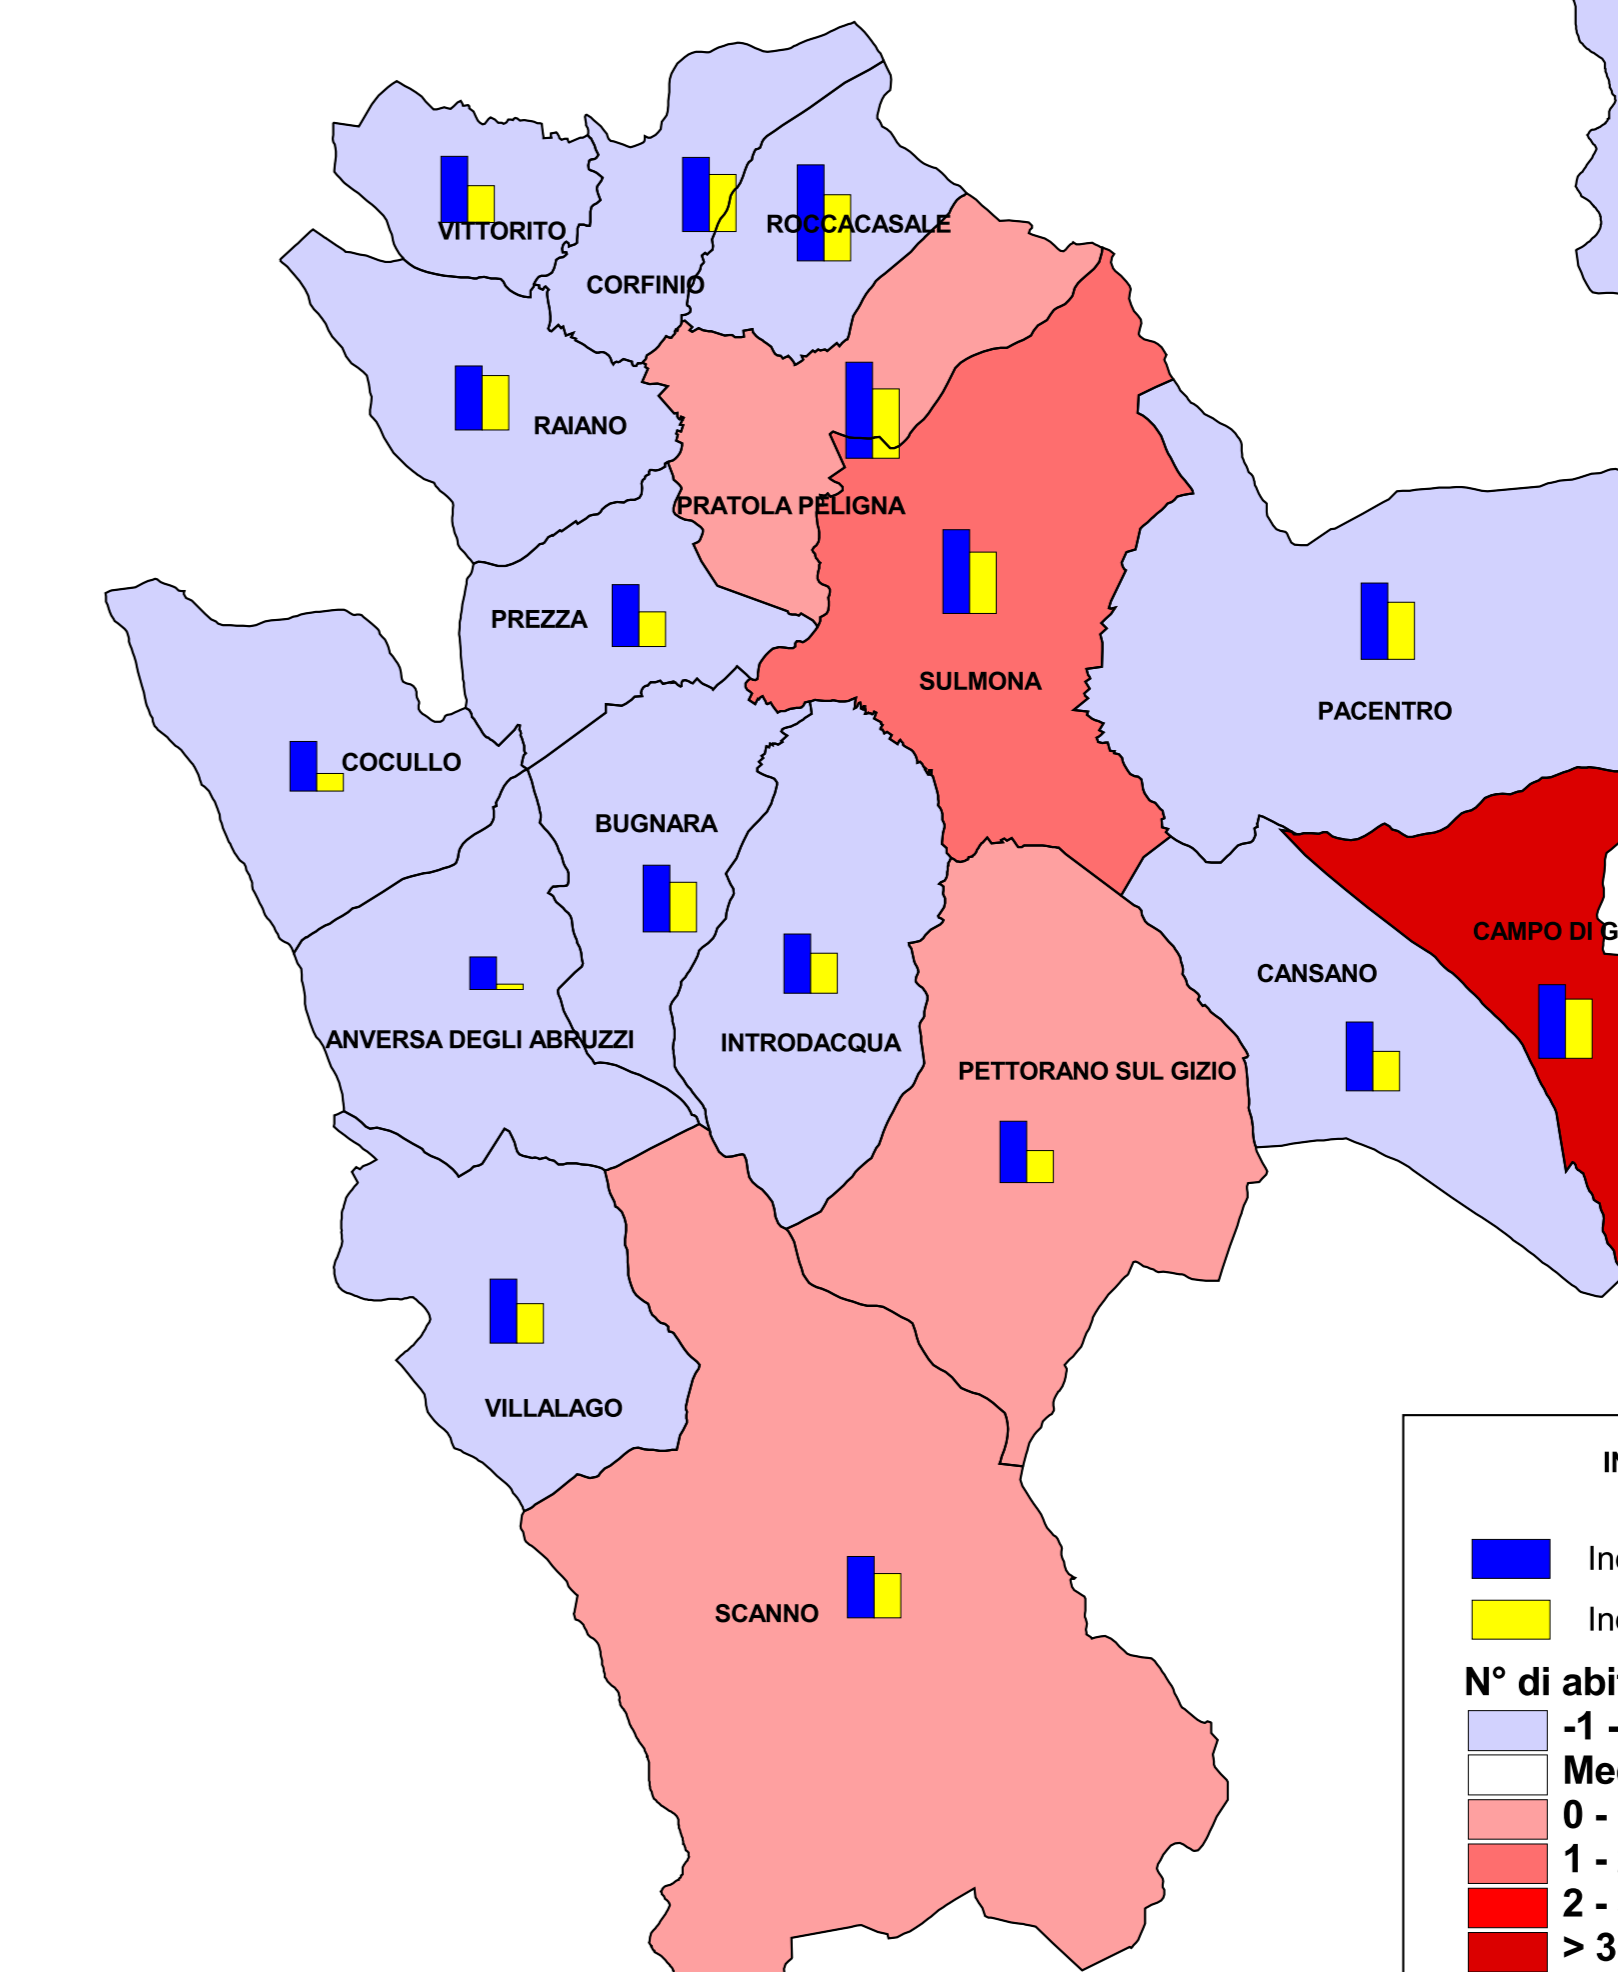 VITTORITO
ROCCACASALE
CORFINIO
RAIANO
PRATOLA PELIGNA
PREZZA
SULMONA
PACENTRO
COCULLO
BUGNARA
CAMPO DI G
CANSANO
ANVERSA DEGLI ABRUZZI
INTRODACQUA
PETTORANO SUL GIZIO
VILLALAGO
SCANNO
N° di abi
-1 -
Me
0 -
1 -
2 -
> 3